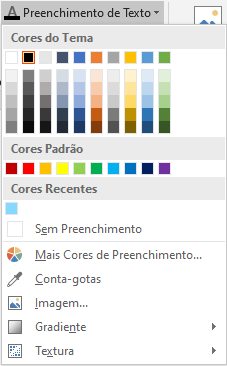 A Preenchimento de Texto
Cores do Tema
Cores Padrão
Cores Recentes
Sem Preenchimento
Mais Cores de Preenchimento...
Conta-gotas
Imagem...
Gradiente
Textura